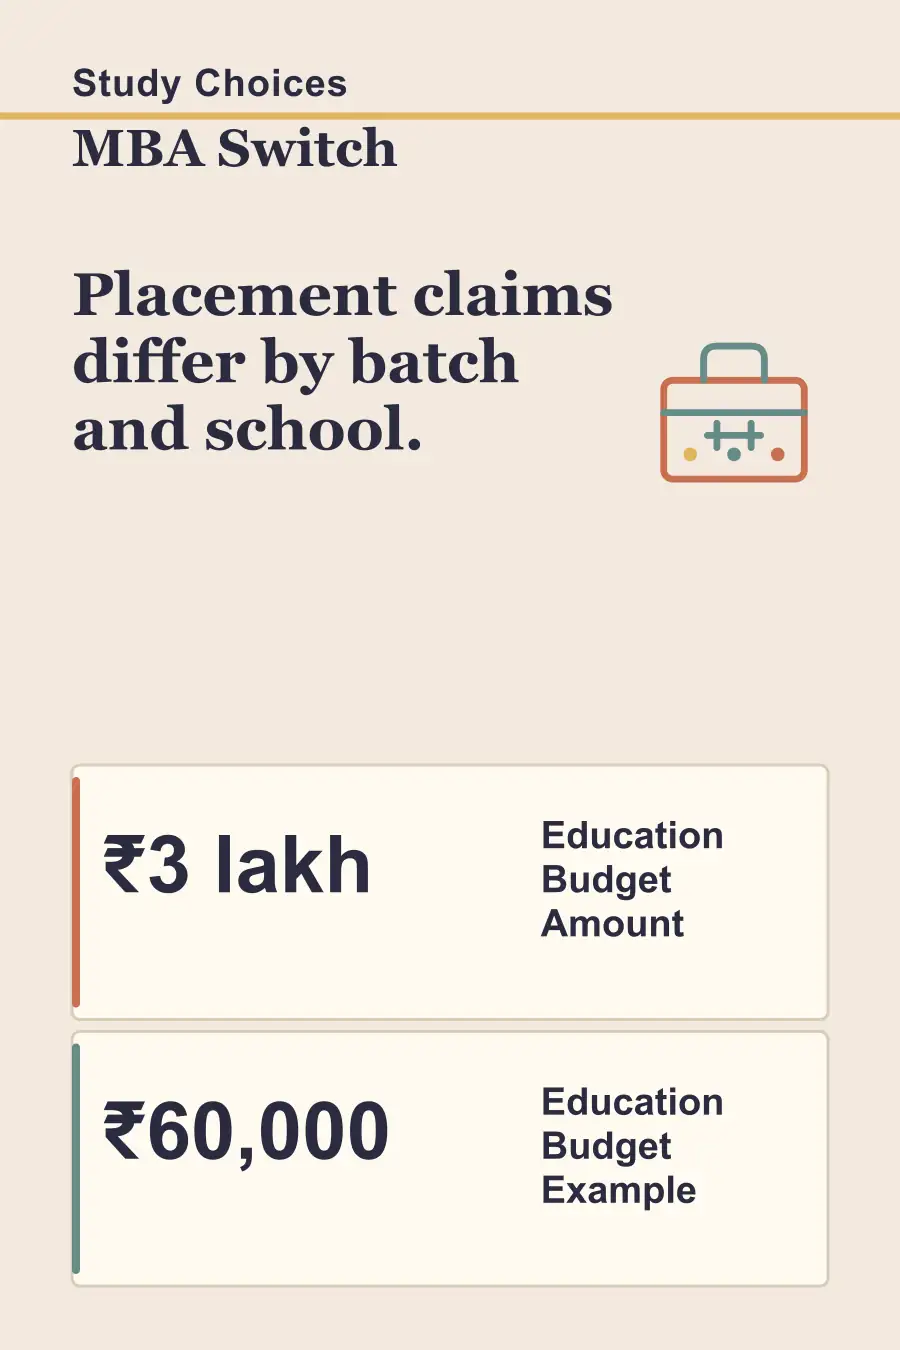 Study Choices
MBA Switch
Placement claims
differ by batch
and school.
₹3 lakh
Education
Budget
Amount
₹60,000
Education
Budget
Example